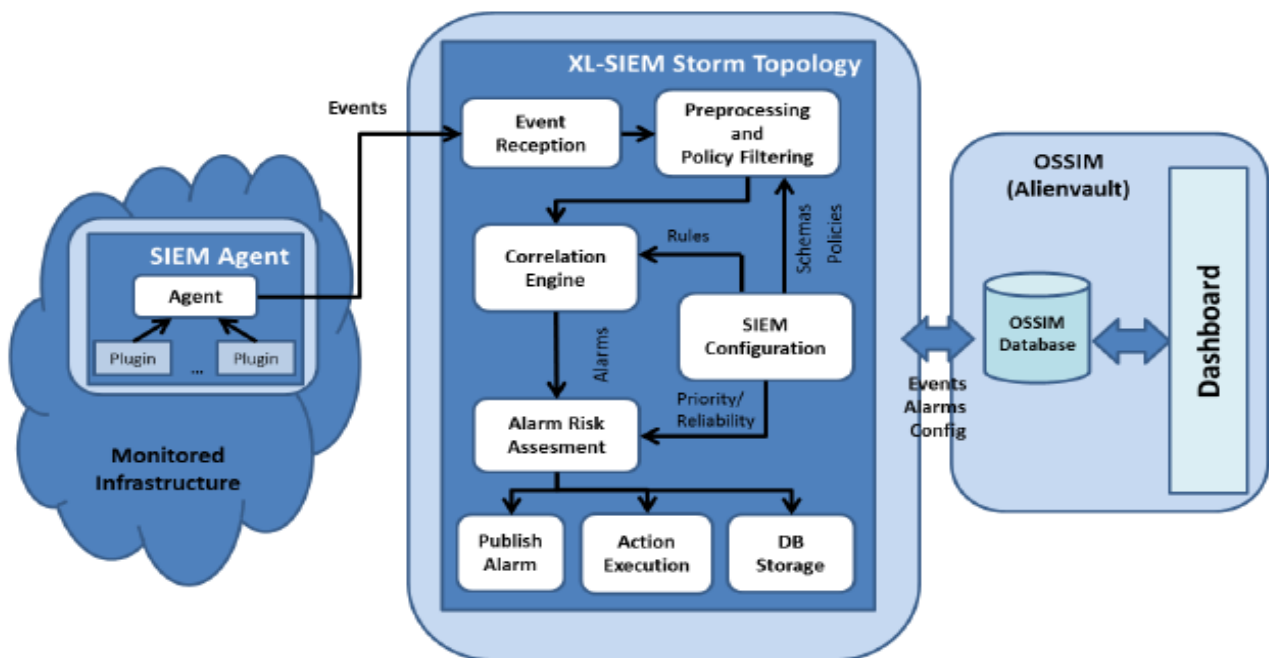 XL-SIEM Storm Topology
Events
Event
Reception
Preprocessing
and
Policy Filtering
SIEM Agent
Agent
Plugin
...
Plugin
Monitored
Infrastructure
Correlation
Engine
Rules
Schemas
Policies
SIEM
Configuration
Alarms
Priority/
Reliability
Alarm Risk
Assesment
Publish
Alarm
Action
Execution
DB
Storage
Events
Alarms
Config
OSSIM
(Alienvault)
OSSIM
Database
Dashboard